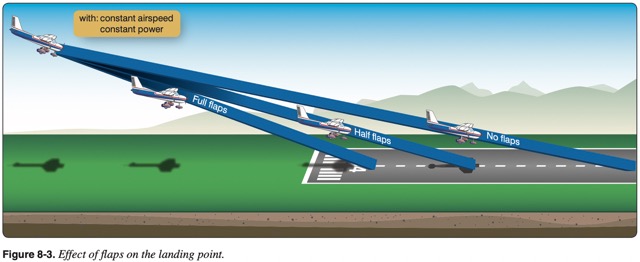 with: constant airspeed
constant power
Full flaps
Half flaps
No flaps
Figure 8-3. Effect of flaps on the landing point.